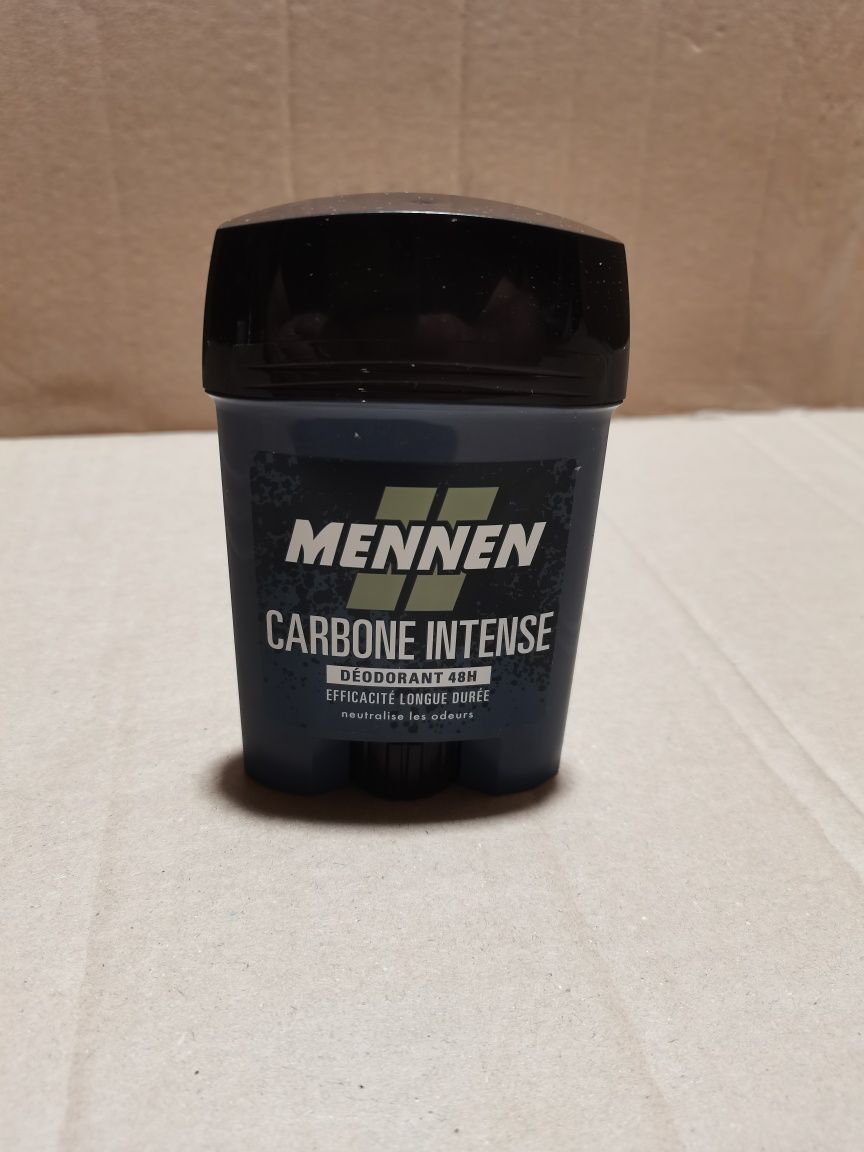 MENNEN
CARBONE INTENSE
DÉODORANT 48H
EFFICACITÉ LONGUE DURÉE
neutralise les odeurs